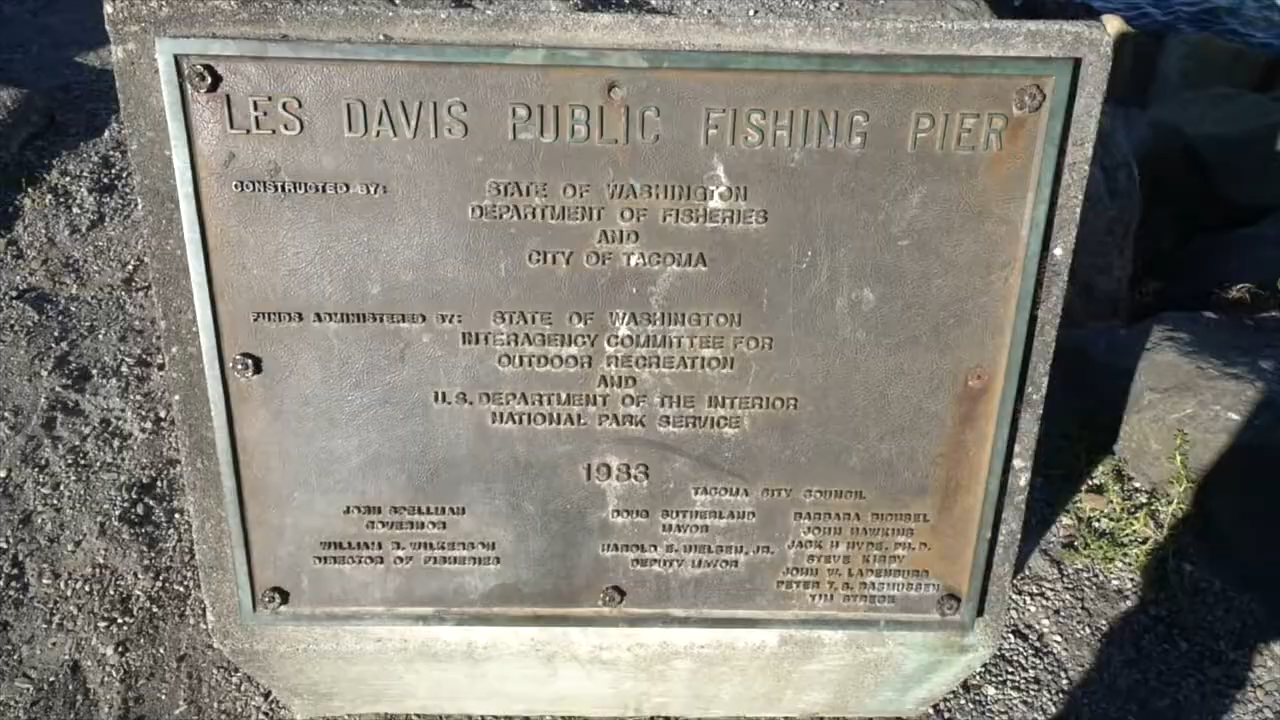 LES DAVIS PUBLIC FISHING PIER
CONSTRUCTED BY: STATE OF WASHINGTON
DEPARTMENT OF FISHERIES
AND
CITY OF TACOMA
FUNDS ADMINISTERED BY: STATE OF WASHINGTON
INTERAGENCY COMMITTEE FOR
OUTDOOR RECREATION
AND
U.S. DEPARTMENT OF THE INTERIOR
NATIONAL PARK SERVICE
1983
JOHN SPELLMAN
GOVERNOR
WILLIAM R. WILKERSON
DIRECTOR OF FISHERIES
TACOMA CITY COUNCIL
DOUG SUTHERLAND
MAYOR
HAROLD E. NIELSEN, JR.
DEPUTY MAYOR
BARBARA BICHSEL
JOHN HAWKINS
JACK H HYDE, PH.D.
STEVE KIRBY
JOHN W. LADENBURG
PETER T. S. RASMUSSEN
TIM STREGE